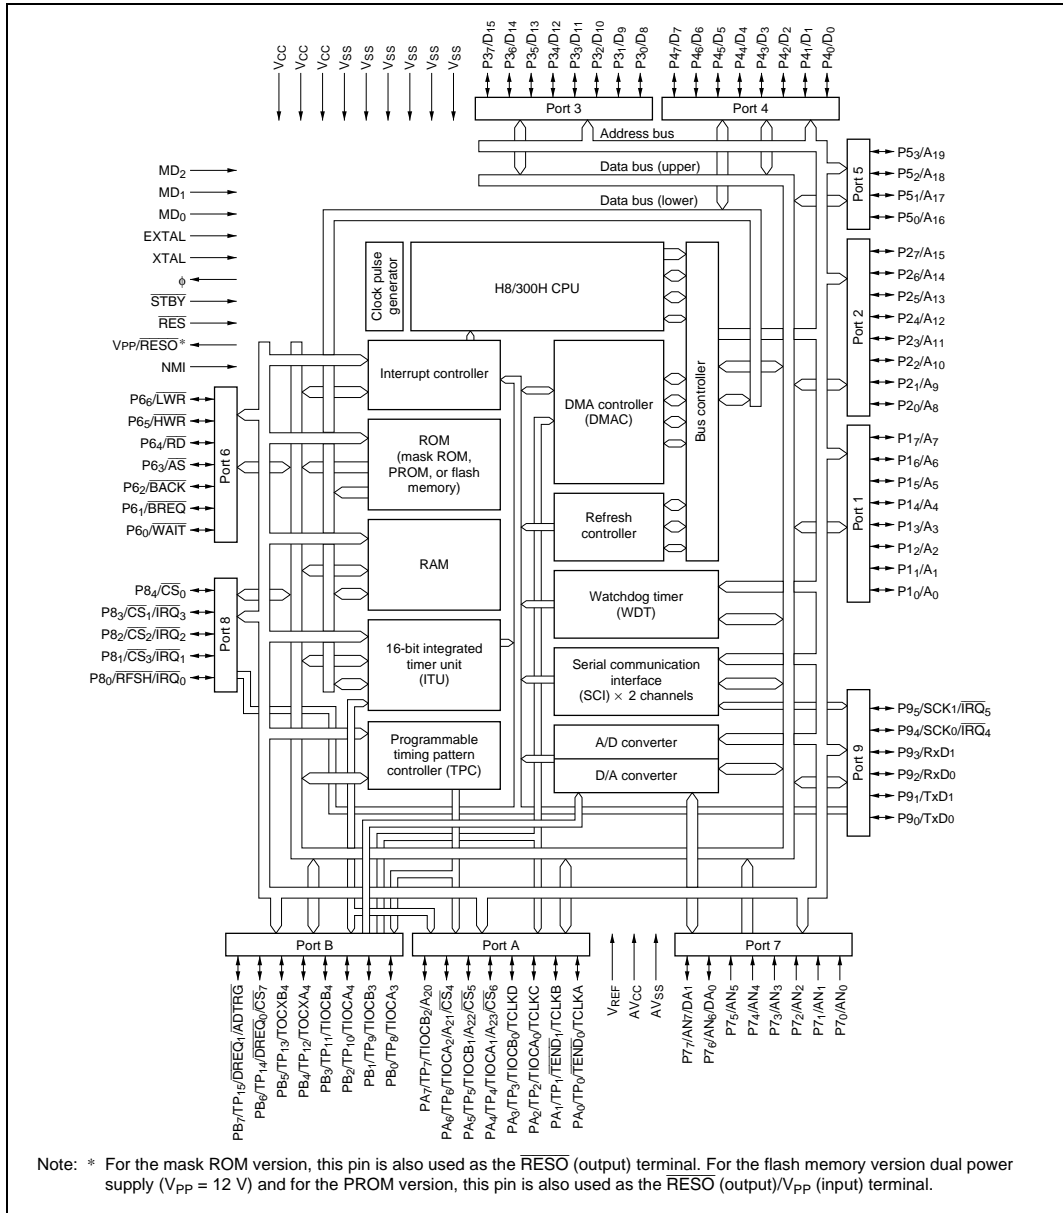 VCC
VCC
VCC
VSS
VSS
VSS
VSS
VSS
VSS
P37/D15
P36/D14
P35/D13
P34/D12
P33/D11
P32/D10
P31/D9
P30/D8
P47/D7
P46/D6
P45/D5
P44/D4
P43/D3
P42/D2
P41/D1
P40/D0
Port 3
Port 4
Address bus
Data bus (upper)
Data bus (lower)
Port 5
P53/A19
P52/A18
P51/A17
P50/A16
MD2
MD1
MD0
EXTAL
XTAL
ϕ
STBY
RES
VPP/RESO*
NMI
Clock pulse
generator
H8/300H CPU
Bus controller
Port 2
P27/A15
P26/A14
P25/A13
P24/A12
P23/A11
P22/A10
P21/A9
P20/A8
Interrupt controller
DMA controller
(DMAC)
P66/LWR
P65/HWR
P64/RD
P63/AS
P62/BACK
P61/BREQ
P60/WAIT
Port 6
ROM
(mask ROM,
PROM, or flash
memory)
Port 1
P17/A7
P16/A6
P15/A5
P14/A4
P13/A3
P12/A2
P11/A1
P10/A0
Refresh
controller
RAM
P84/CS0
P83/CS1/IRQ3
P82/CS2/IRQ2
P81/CS3/IRQ1
P80/RFSH/IRQ0
Port 8
Watchdog timer
(WDT)
16-bit integrated
timer unit
(ITU)
Serial communication
interface
(SCI) × 2 channels
Programmable
timing pattern
controller (TPC)
A/D converter
D/A converter
Port 9
P95/SCK1/IRQ5
P94/SCK0/IRQ4
P93/RxD1
P92/RxD0
P91/TxD1
P90/TxD0
Port B
Port A
Port 7
PB7/TP15/DREQ1/ADTRG
PB6/TP14/DREQ0/CS7
PB5/TP13/TOCXB4
PB4/TP12/TOCXA4
PB3/TP11/TIOCB4
PB2/TP10/TIOCA4
PB1/TP9/TIOCB3
PB0/TP8/TIOCA3
PA7/TP7/TIOCB2/A20
PA6/TP6/TIOCA2/A21/CS4
PA5/TP5/TIOCB1/A22/CS5
PA4/TP4/TIOCA1/A23/CS6
PA3/TP3/TIOCB0/TCLKD
PA2/TP2/TIOCA0/TCLKC
PA1/TP1/TEND1/TCLKB
PA0/TP0/TEND0/TCLKA
VREF
AVCC
AVSS
P77/AN7/DA1
P76/AN6/DA0
P75/AN5
P74/AN4
P73/AN3
P72/AN2
P71/AN1
P70/AN0
Note: * For the mask ROM version, this pin is also used as the RESO (output) terminal. For the flash memory version dual power
supply (VPP = 12 V) and for the PROM version, this pin is also used as the RESO (output)/VPP (input) terminal.